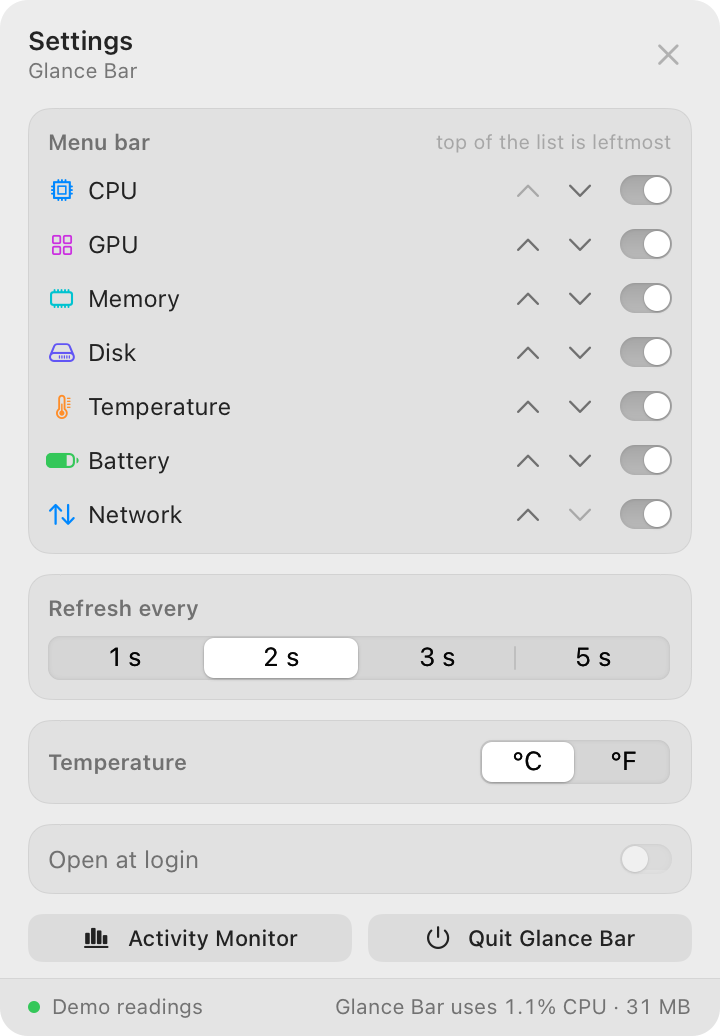 Settings
Glance Bar
Menu bar top of the list is leftmost
CPU
GPU
Memory
Disk
Temperature
Battery
Network
Refresh every
1 s 2 s 3 s 5 s
Temperature °C °F
Open at login
Activity Monitor Quit Glance Bar
Demo readings Glance Bar uses 1.1% CPU · 31 MB